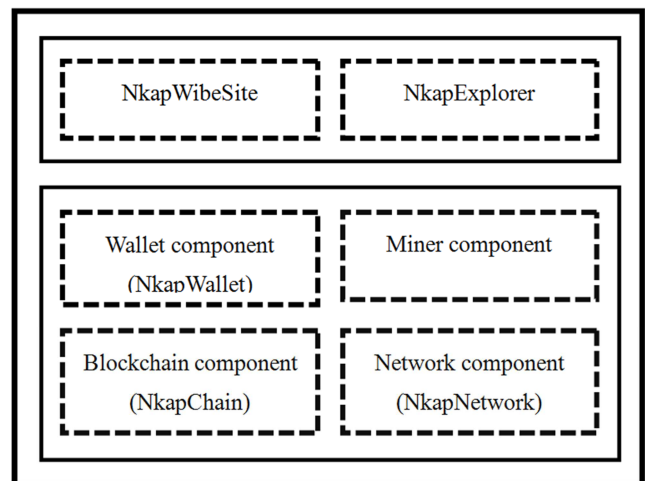 NkapWibeSite
NkapExplorer
Wallet component
(NkapWallet)
Miner component
Blockchain component
(NkapChain)
Network component
(NkapNetwork)